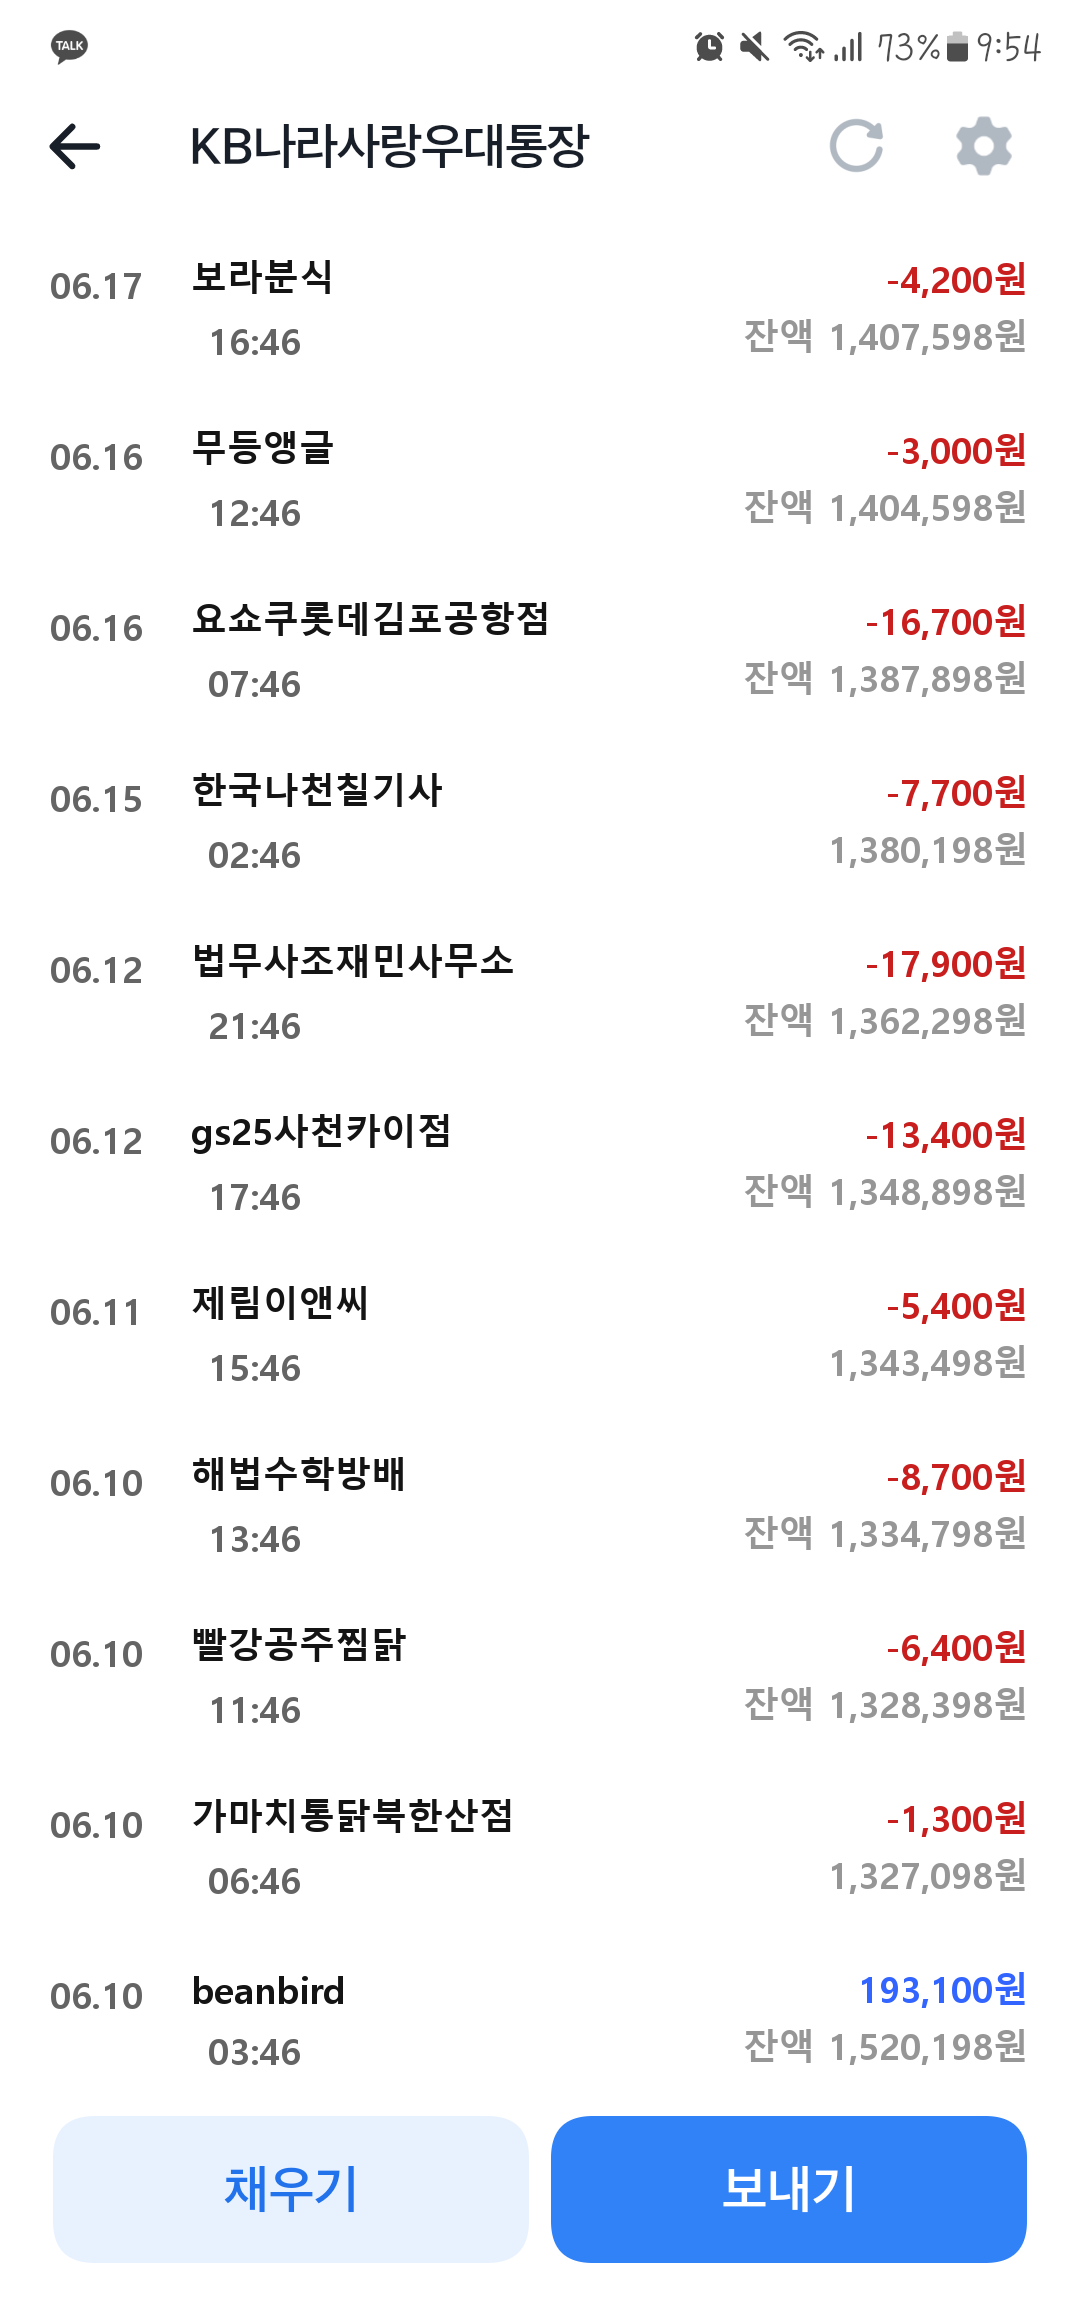 TALK 73% 9:54
KB나라사랑우대통장
06.17 보라분식 -4,200원
16:46 잔액 1,407,598원
06.16 무등앵글 -3,000원
12:46 잔액 1,404,598원
06.16 요쇼쿠롯데김포공항점 -16,700원
07:46 잔액 1,387,898원
06.15 한국나천칠기사 -7,700원
02:46 1,380,198원
06.12 법무사조재민사무소 -17,900원
21:46 잔액 1,362,298원
06.12 gs25사천카이점 -13,400원
17:46 잔액 1,348,898원
06.11 제림이앤씨 -5,400원
15:46 1,343,498원
06.10 해법수학방배 -8,700원
13:46 잔액 1,334,798원
06.10 빨강공주찜닭 -6,400원
11:46 잔액 1,328,398원
06.10 가마치통닭북한산점 -1,300원
06:46 1,327,098원
06.10 beanbird 193,100원
03:46 잔액 1,520,198원
채우기 보내기